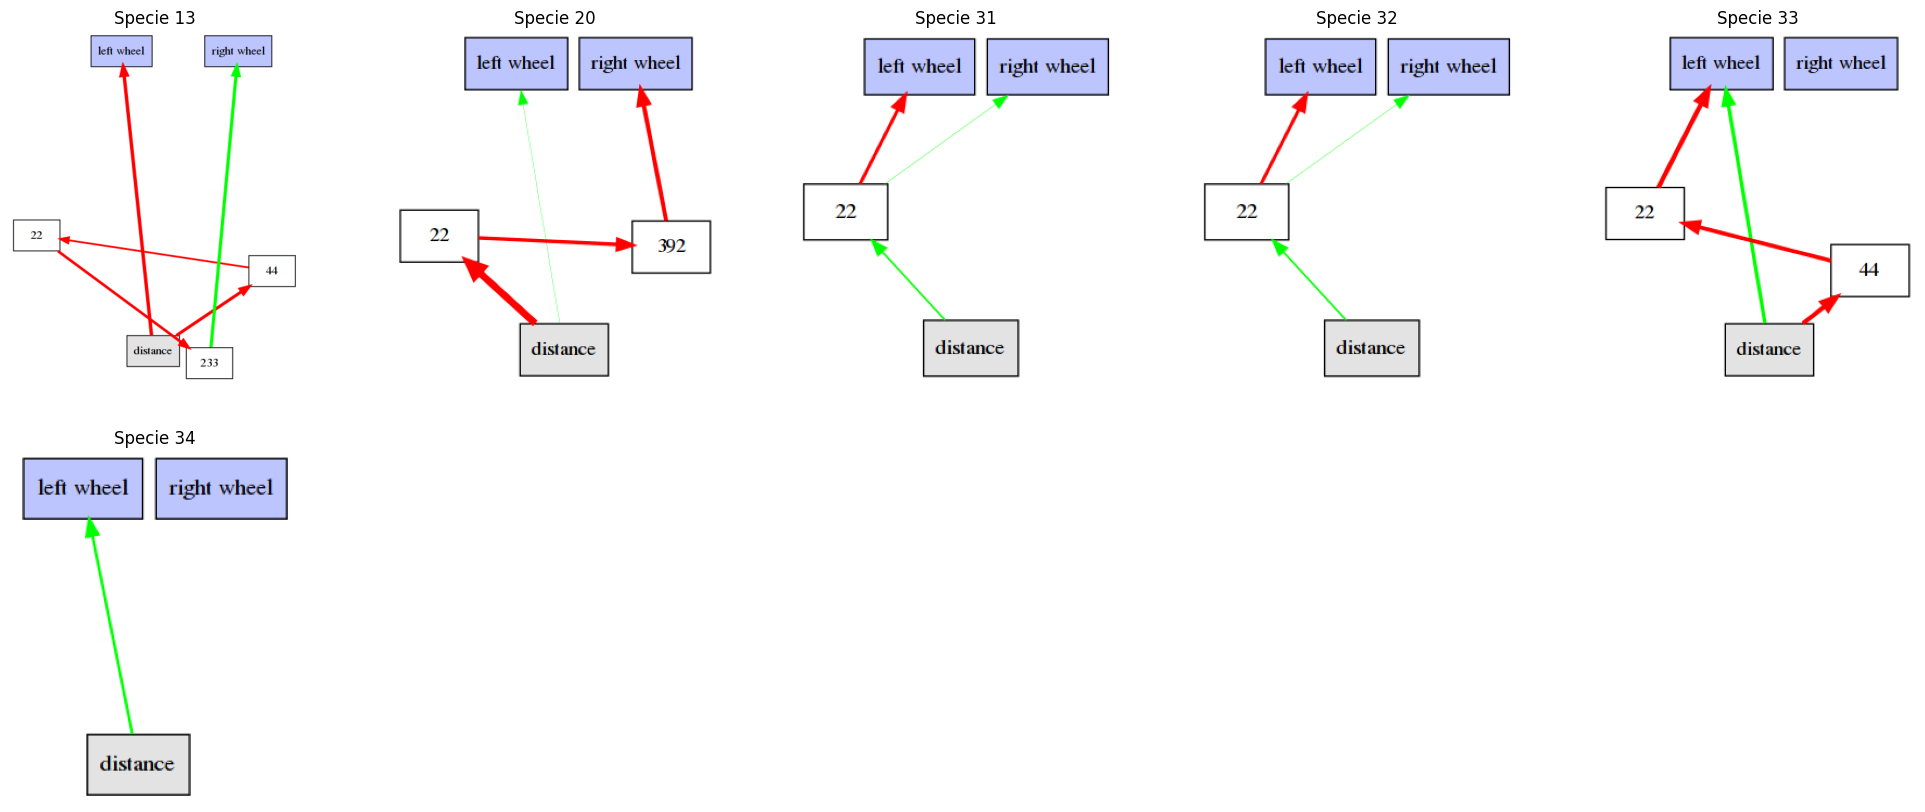 Specie 13
left wheel
right wheel
22
44
distance
233
Specie 20
left wheel
right wheel
22
392
distance
Specie 31
left wheel
right wheel
22
distance
Specie 32
left wheel
right wheel
22
distance
Specie 33
left wheel
right wheel
22
44
distance
Specie 34
left wheel
right wheel
distance